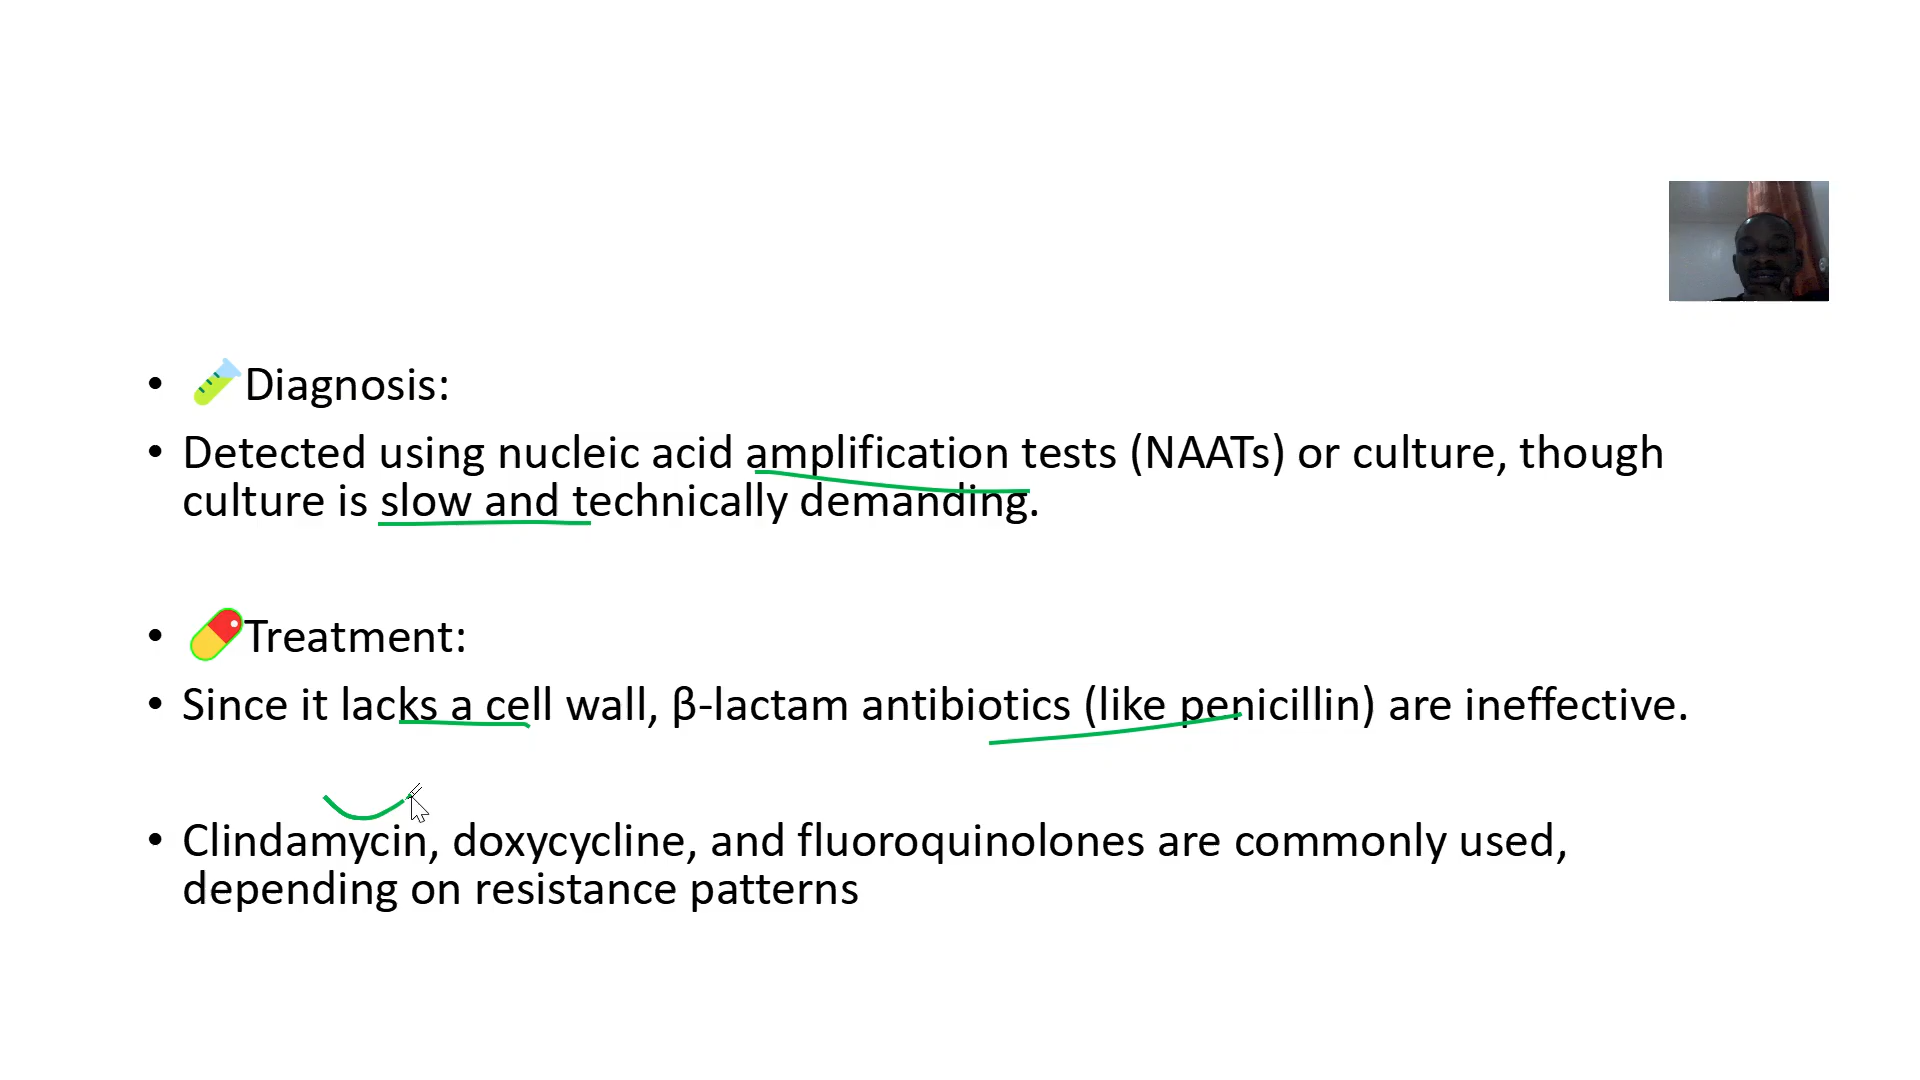 • Diagnosis:
• Detected using nucleic acid amplification tests (NAATs) or culture, though
culture is slow and technically demanding.
• Treatment:
• Since it lacks a cell wall, β-lactam antibiotics (like penicillin) are ineffective.
• Clindamycin, doxycycline, and fluoroquinolones are commonly used,
depending on resistance patterns